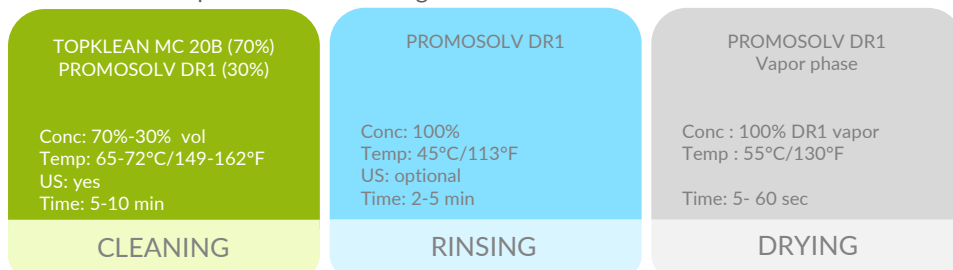 TOPKLEAN MC 20B (70%)
PROMOSOLV DR1 (30%)
Conc: 70%-30% vol
Temp: 65-72°C/149-162°F
US: yes
Time: 5-10 min
CLEANING
PROMOSOLV DR1
Conc: 100%
Temp: 45°C/113°F
US: optional
Time: 2-5 min
RINSING
PROMOSOLV DR1
Vapor phase
Conc : 100% DR1 vapor
Temp : 55°C/130°F
Time: 5- 60 sec
DRYING